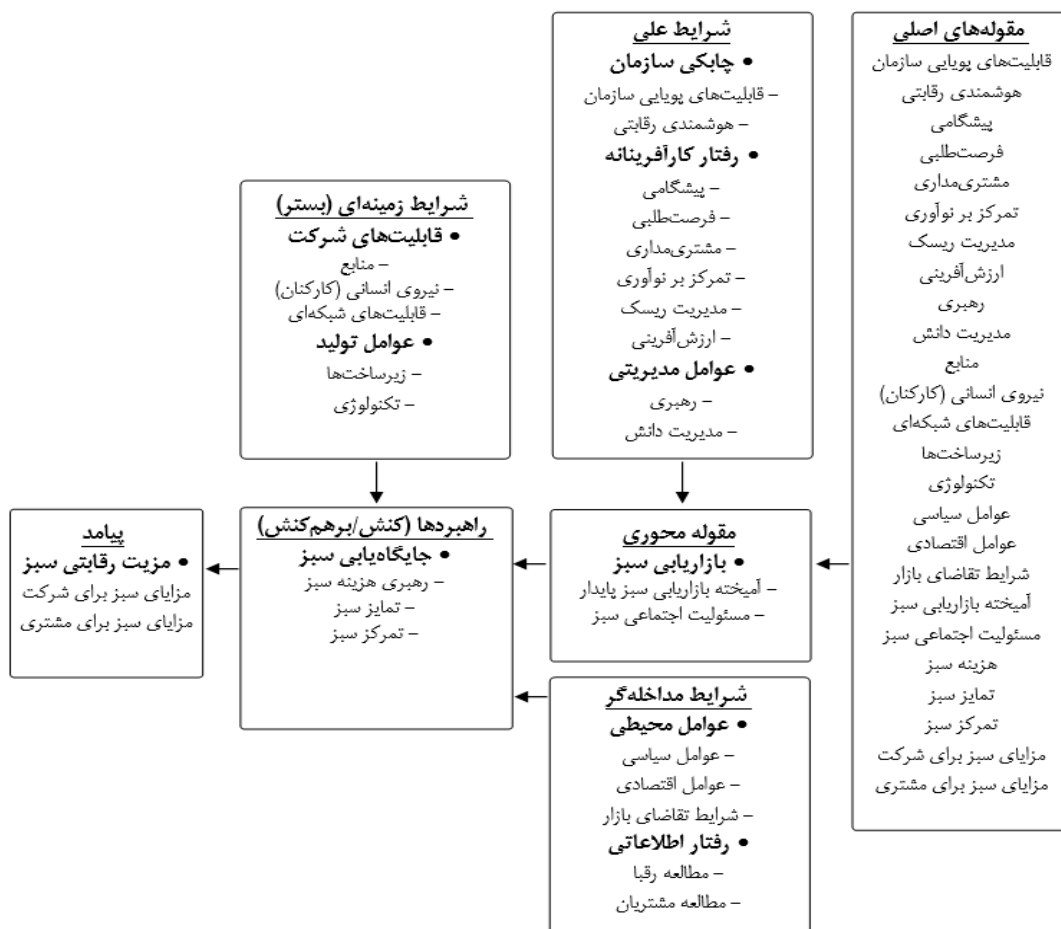 مقوله‌های اصلی
قابلیت‌های پویایی سازمان
هوشمندی رقابتی
پیشگامی
فرصت‌طلبی
مشتری‌مداری
تمرکز بر نوآوری
مدیریت ریسک
ارزش‌آفرینی
رهبری
مدیریت دانش
منابع
نیروی انسانی (کارکنان)
قابلیت‌های شبکه‌ای
زیرساخت‌ها
تکنولوژی
عوامل سیاسی
عوامل اقتصادی
شرایط تقاضای بازار
آمیخته بازاریابی سبز
مسئولیت اجتماعی سبز
هزینه سبز
تمایز سبز
تمرکز سبز
مزایای سبز برای شرکت
مزایای سبز برای مشتری
شرایط علی
• چابکی سازمان
– قابلیت‌های پویایی سازمان
– هوشمندی رقابتی
• رفتار کارآفرینانه
– پیشگامی
– فرصت‌طلبی
– مشتری‌مداری
– تمرکز بر نوآوری
– مدیریت ریسک
– ارزش‌آفرینی
• عوامل مدیریتی
– رهبری
– مدیریت دانش
شرایط زمینه‌ای (بستر)
• قابلیت‌های شرکت
– منابع
– نیروی انسانی (کارکنان)
– قابلیت‌های شبکه‌ای
• عوامل تولید
– زیرساخت‌ها
– تکنولوژی
مقوله محوری
• بازاریابی سبز
– آمیخته بازاریابی سبز پایدار
– مسئولیت اجتماعی سبز
راهبردها (کنش/برهم‌کنش)
• جایگاه‌یابی سبز
– رهبری هزینه سبز
– تمایز سبز
– تمرکز سبز
پیامد
• مزیت رقابتی سبز
مزایای سبز برای شرکت
مزایای سبز برای مشتری
شرایط مداخله‌گر
• عوامل محیطی
– عوامل سیاسی
– عوامل اقتصادی
– شرایط تقاضای بازار
• رفتار اطلاعاتی
– مطالعه رقبا
– مطالعه مشتریان